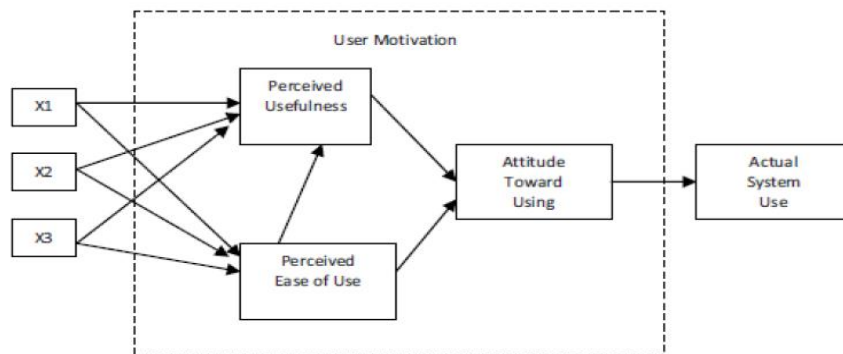 User Motivation
X1
X2
X3
Perceived
Usefulness
Perceived
Ease of Use
Attitude
Toward
Using
Actual
System
Use